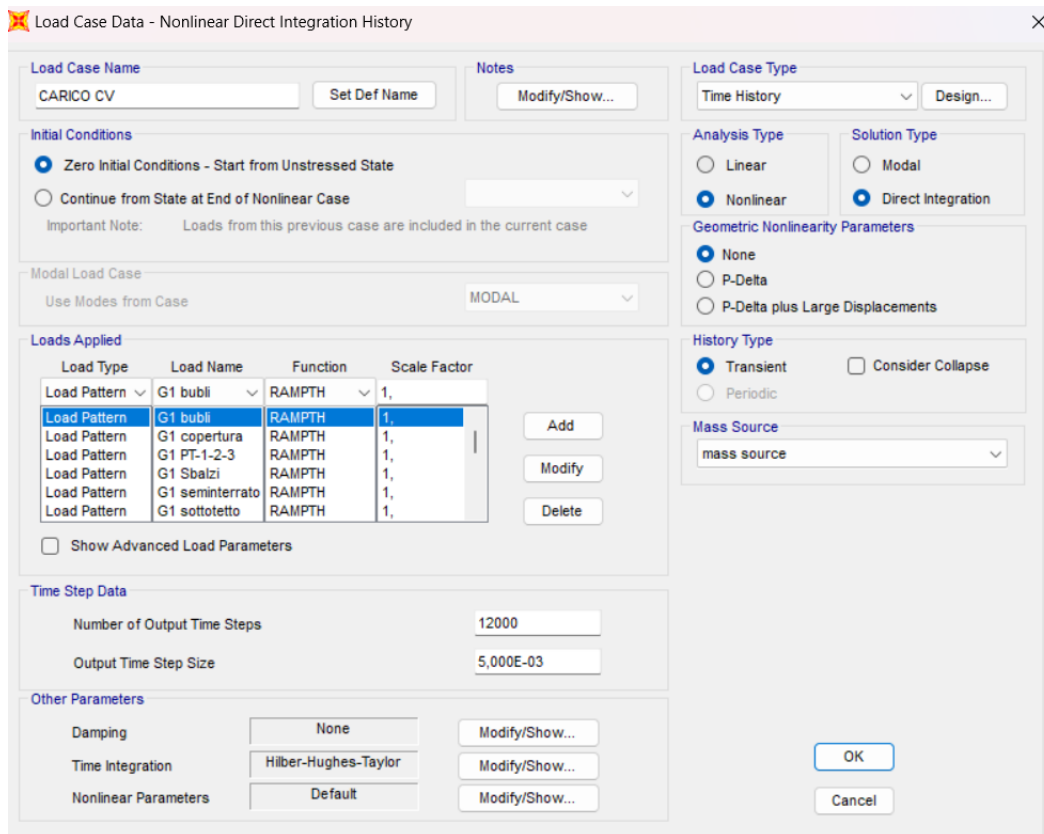 Load Case Data - Nonlinear Direct Integration History
Load Case Name
CARICO CV
Set Def Name
Notes
Modify/Show...
Load Case Type
Time History
Design...
Initial Conditions
Zero Initial Conditions - Start from Unstressed State
Continue from State at End of Nonlinear Case
Important Note: Loads from this previous case are included in the current case
Analysis Type
Linear
Nonlinear
Solution Type
Modal
Direct Integration
Geometric Nonlinearity Parameters
None
P-Delta
P-Delta plus Large Displacements
Modal Load Case
Use Modes from Case
MODAL
Loads Applied
Load Type Load Name Function Scale Factor
Load Pattern G1 bubli RAMPTH 1,
Load Pattern G1 bubli RAMPTH 1,
Load Pattern G1 copertura RAMPTH 1,
Load Pattern G1 PT-1-2-3 RAMPTH 1,
Load Pattern G1 Sbalzi RAMPTH 1,
Load Pattern G1 seminterrato RAMPTH 1,
Load Pattern G1 sottotetto RAMPTH 1,
Add
Modify
Delete
Show Advanced Load Parameters
History Type
Transient
Consider Collapse
Periodic
Mass Source
mass source
Time Step Data
Number of Output Time Steps 12000
Output Time Step Size 5,000E-03
Other Parameters
Damping None Modify/Show...
Time Integration Hilber-Hughes-Taylor Modify/Show...
Nonlinear Parameters Default Modify/Show...
OK
Cancel